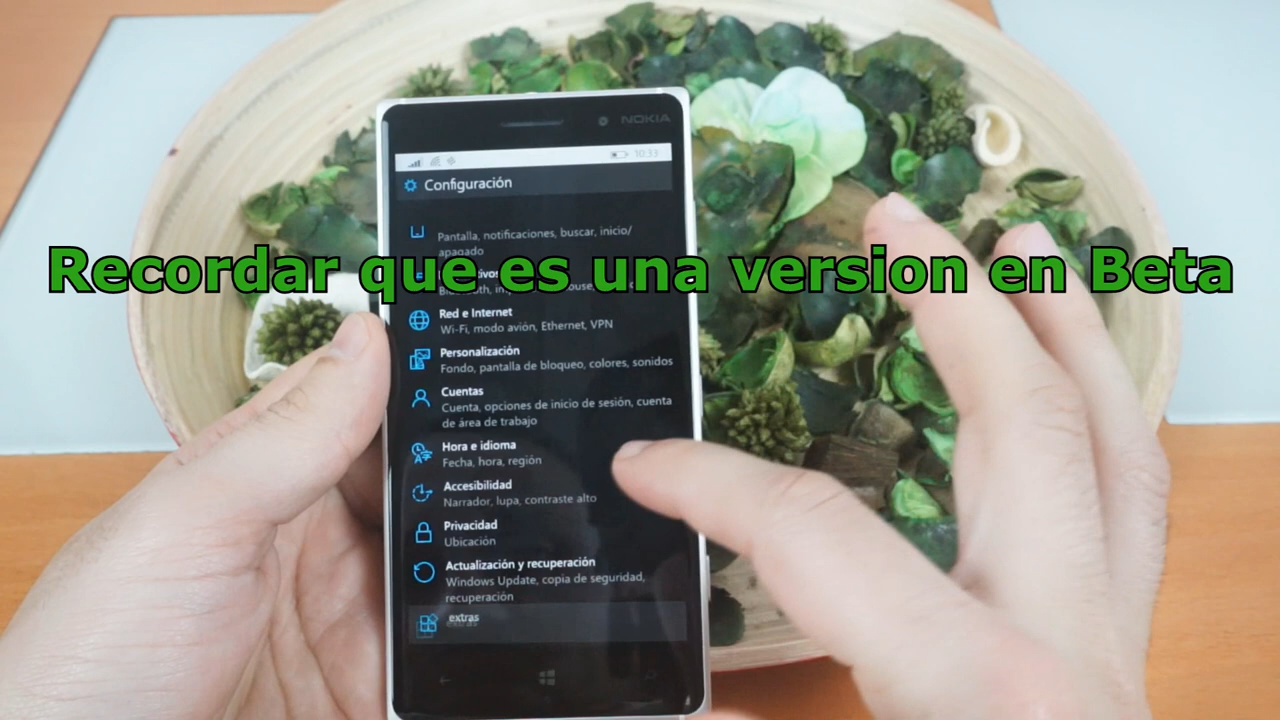 NOKIA
10:33
Configuración
Pantalla, notificaciones, buscar, inicio/
apagado
Recordar que es una version en Beta
Red e Internet
Wi-Fi, modo avión, Ethernet, VPN
Personalización
Fondo, pantalla de bloqueo, colores, sonidos
Cuentas
Cuenta, opciones de inicio de sesión, cuenta
de área de trabajo
Hora e idioma
Fecha, hora, región
Accesibilidad
Narrador, lupa, contraste alto
Privacidad
Ubicación
Actualización y recuperación
Windows Update, copia de seguridad,
recuperación
extras